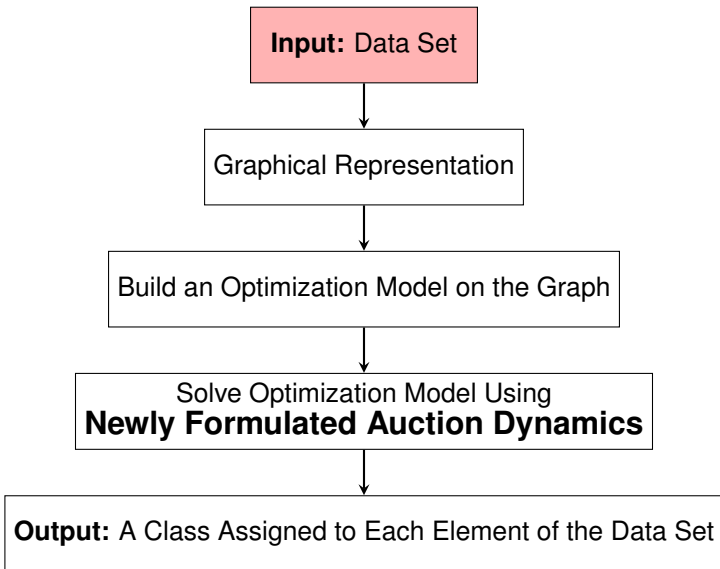 Input: Data Set
Graphical Representation
Build an Optimization Model on the Graph
Solve Optimization Model Using
Newly Formulated Auction Dynamics
Output: A Class Assigned to Each Element of the Data Set